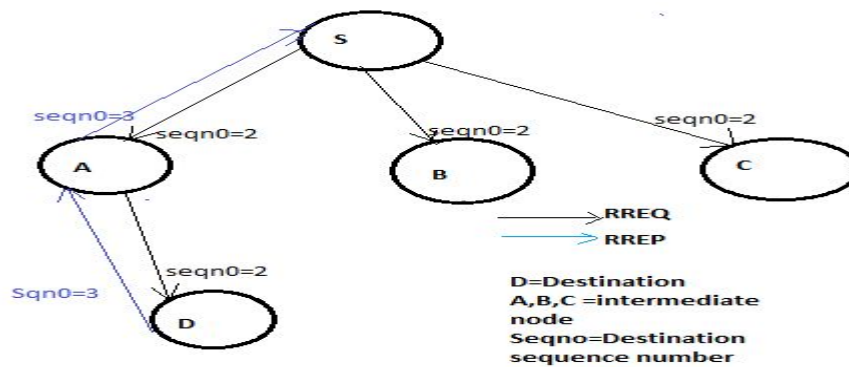 S
seqn0=3
seqn0=2
seqn0=2
seqn0=2
A
B
C
RREQ
RREP
seqn0=2
Sqn0=3
D
D=Destination
A,B,C =intermediate
node
Seqno=Destination
sequence number